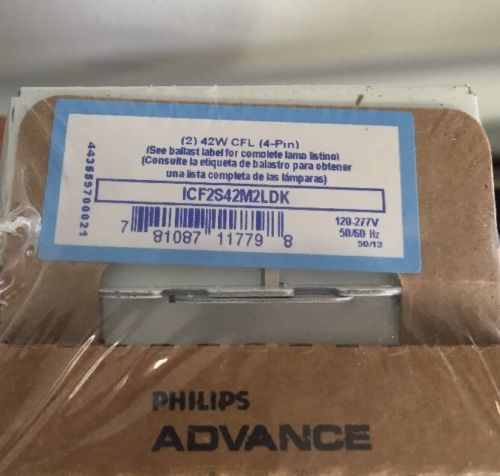 (2) 42W CFL (4-Pin)
(See ballast label for complete lamp listing)
(Consulte la etiqueta de balastro para obtener
una lista completa de las lámparas)
ICF2S42M2LDK
7 81087 11779 8
120-277V
50/60 Hz
50/13
443559700021
PHILIPS
ADVANCE